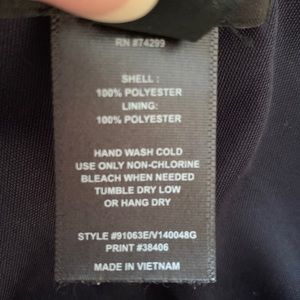 RN #74299
SHELL :
100% POLYESTER
LINING:
100% POLYESTER
HAND WASH COLD
USE ONLY NON-CHLORINE
BLEACH WHEN NEEDED
TUMBLE DRY LOW
OR HANG DRY
STYLE #91063E/V140048G
PRINT #38406
MADE IN VIETNAM